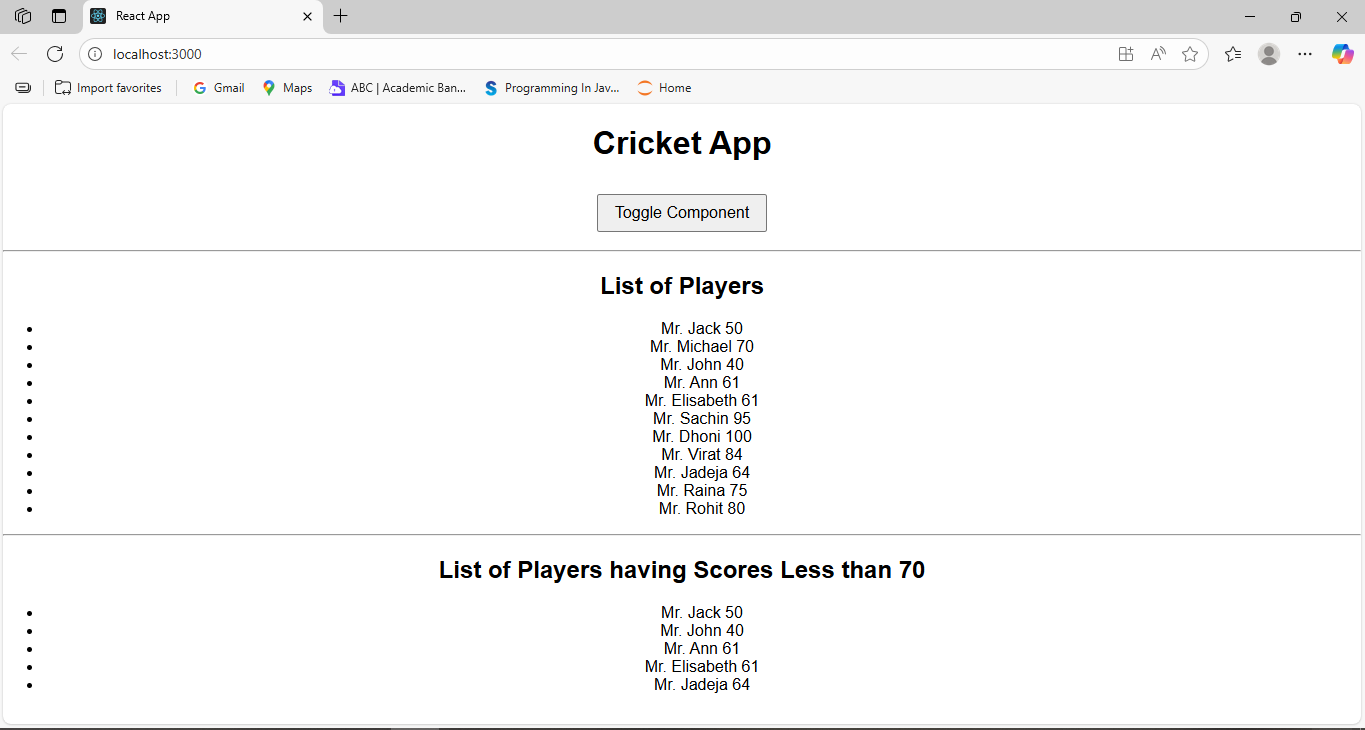 React App
localhost:3000
Import favorites Gmail Maps ABC | Academic Ban... Programming In Jav... Home
Cricket App
Toggle Component
List of Players
Mr. Jack 50
Mr. Michael 70
Mr. John 40
Mr. Ann 61
Mr. Elisabeth 61
Mr. Sachin 95
Mr. Dhoni 100
Mr. Virat 84
Mr. Jadeja 64
Mr. Raina 75
Mr. Rohit 80
List of Players having Scores Less than 70
Mr. Jack 50
Mr. John 40
Mr. Ann 61
Mr. Elisabeth 61
Mr. Jadeja 64